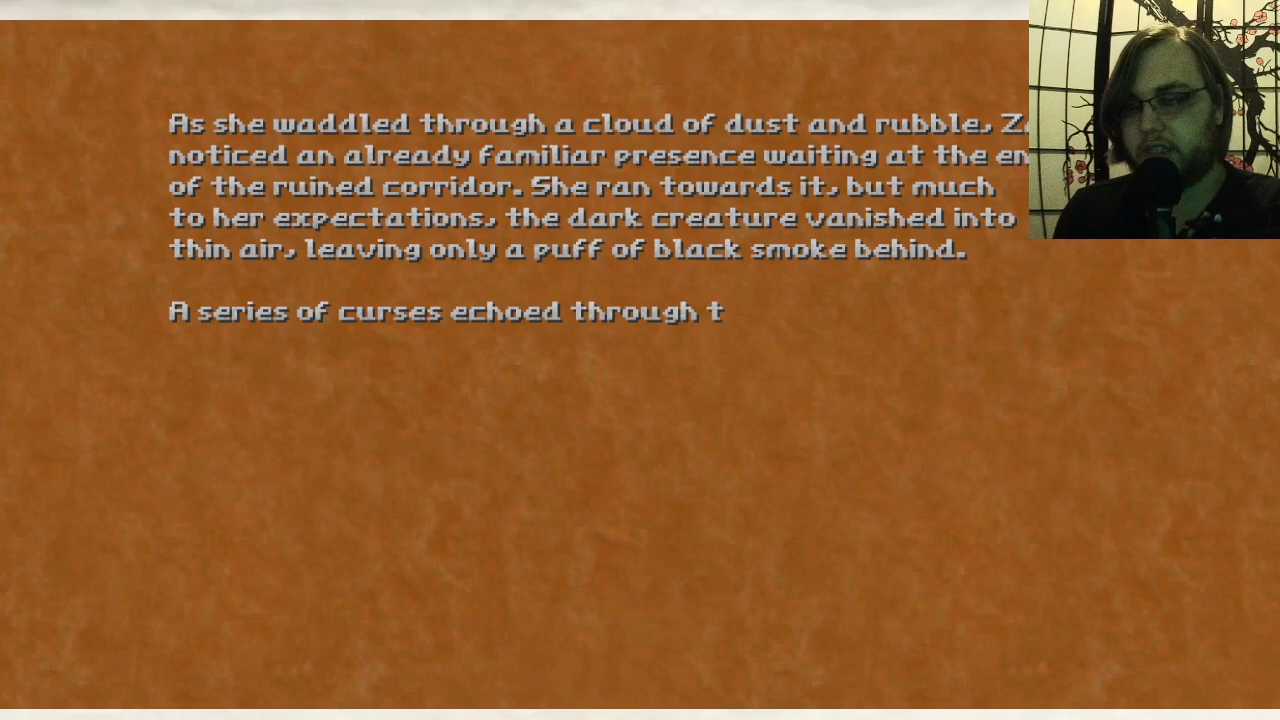 As she waddled through a cloud of dust and rubble,
noticed an already familiar presence waiting at the
of the ruined corridor. She ran towards it, but much
to her expectations, the dark creature vanished into
thin air, leaving only a puff of black smoke behind.
A series of curses echoed through t